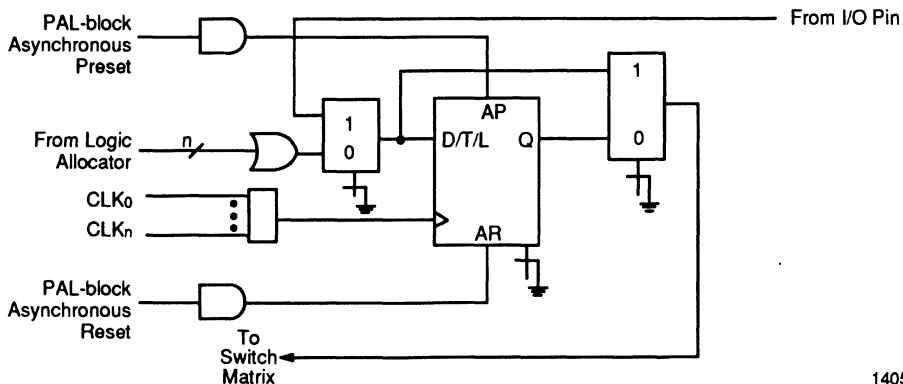 PAL-block
Asynchronous
Preset
From I/O Pin
1
0
AP
1
0
From Logic
Allocator
n
D/T/L
Q
CLK0
CLKn
AR
PAL-block
Asynchronous
Reset
To
Switch
Matrix
1405